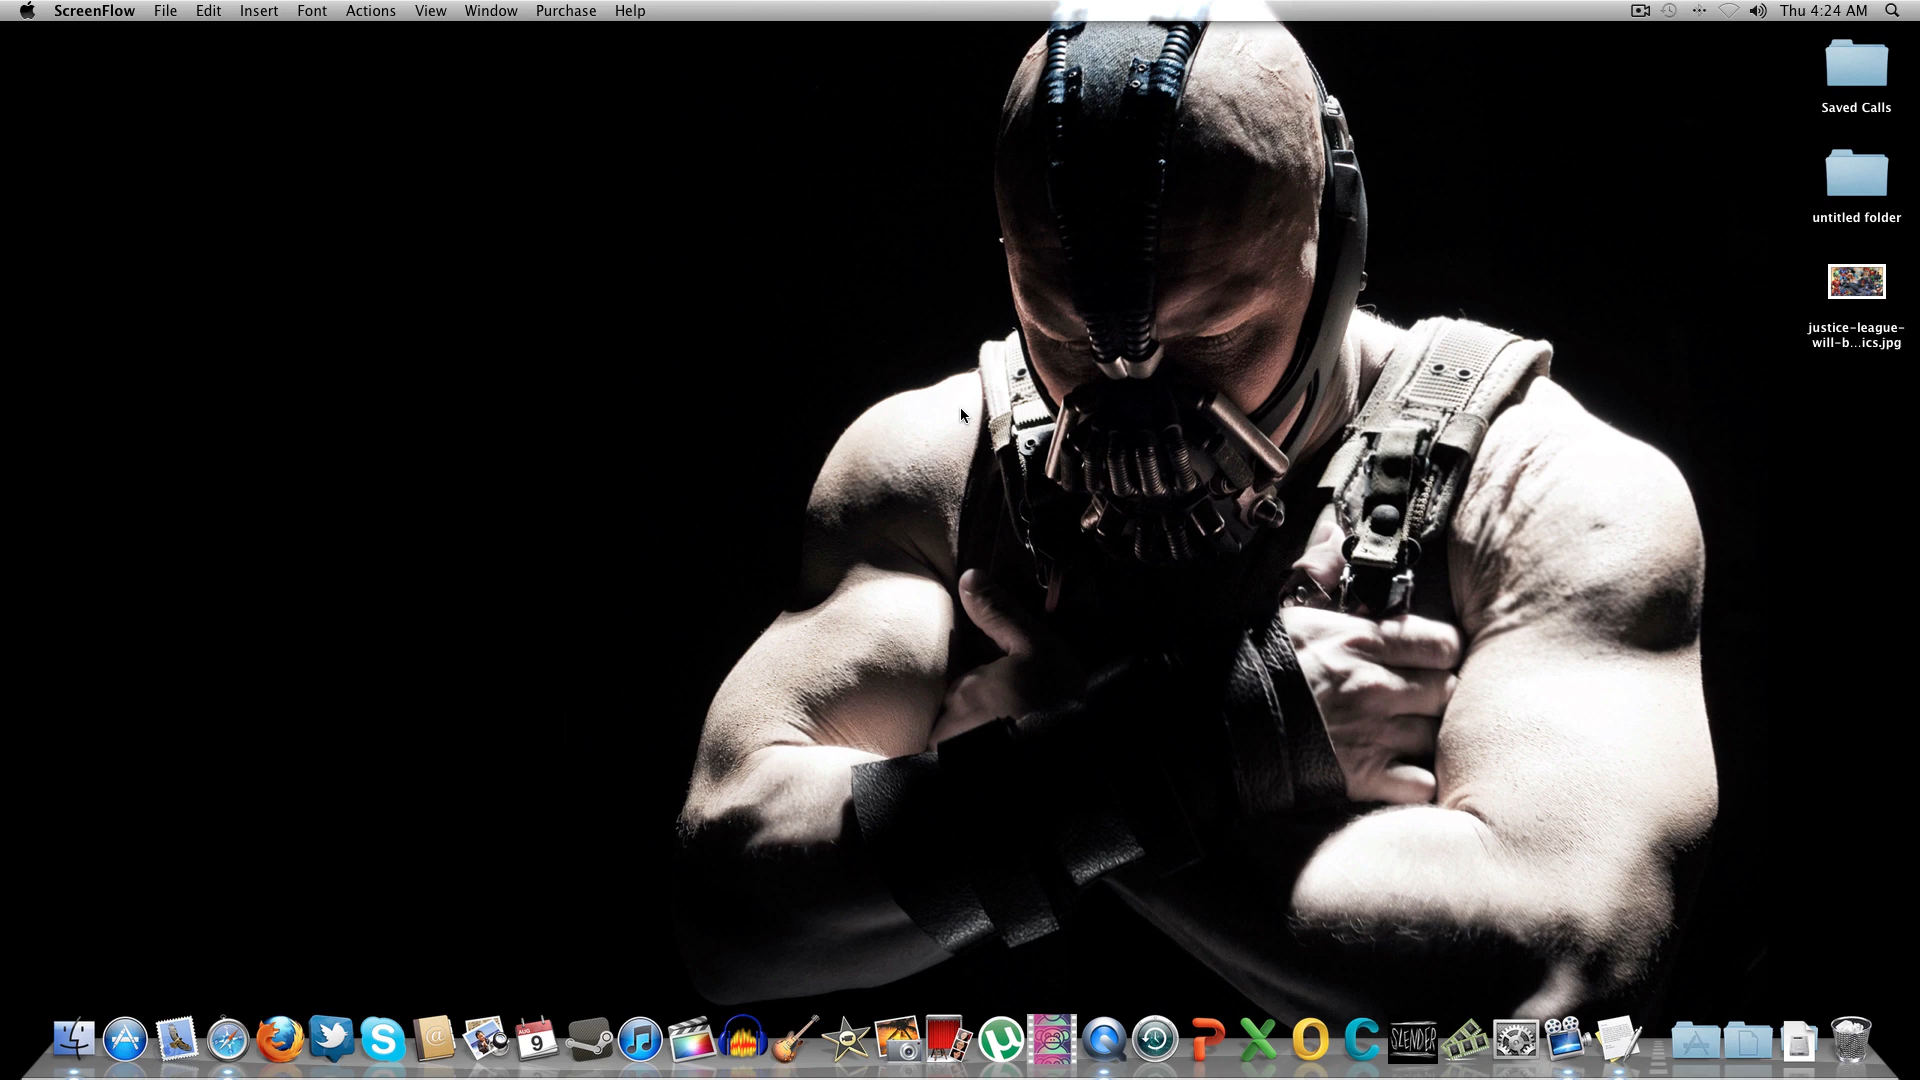 ScreenFlow File Edit Insert Font Actions View Window Purchase Help Thu 4:24 AM
Saved Calls
untitled folder
justice-league-
will-b...ics.jpg
AUG
9
SLENDER